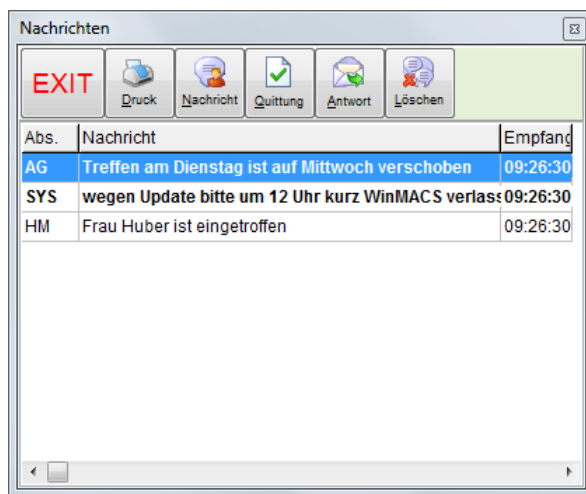 Nachrichten
EXIT Druck Nachricht Quittung Antwort Löschen
Abs. Nachricht Empfang
AG Treffen am Dienstag ist auf Mittwoch verschoben 09:26:30
SYS wegen Update bitte um 12 Uhr kurz WinMACS verlass 09:26:30
HM Frau Huber ist eingetroffen 09:26:30